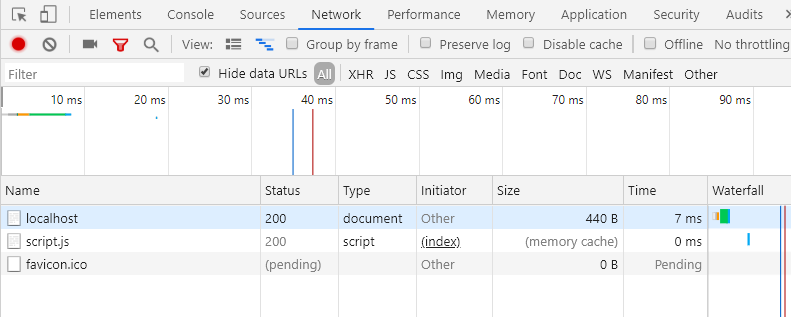 Elements Console Sources Network Performance Memory Application Security Audits
View: Group by frame Preserve log Disable cache Offline No throttling
Filter Hide data URLs All XHR JS CSS Img Media Font Doc WS Manifest Other
10 ms 20 ms 30 ms 40 ms 50 ms 60 ms 70 ms 80 ms 90 ms
Name Status Type Initiator Size Time Waterfall
localhost 200 document Other 440 B 7 ms
script.js 200 script (index) (memory cache) 0 ms
favicon.ico (pending) Other 0 B Pending